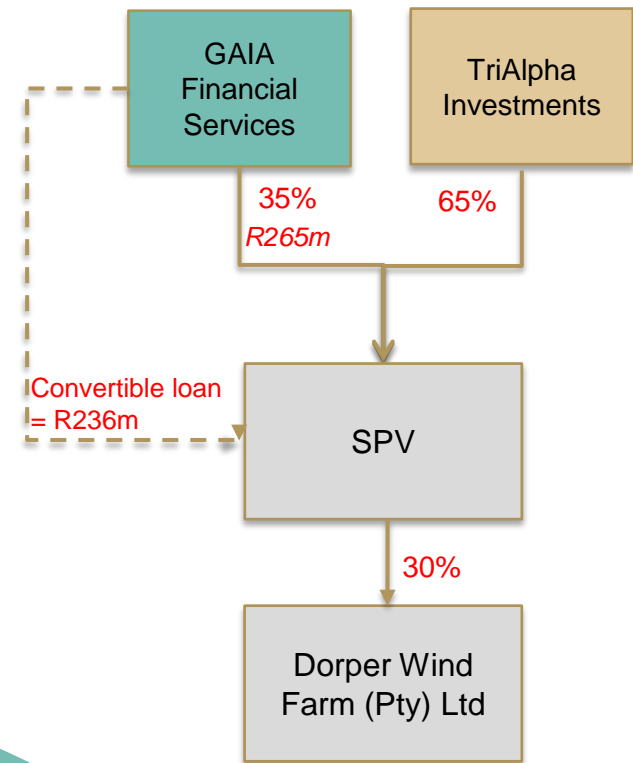 GAIA
Financial
Services
TriAlpha
Investments
35%
R265m
65%
Convertible loan
= R236m
SPV
30%
Dorper Wind
Farm (Pty) Ltd